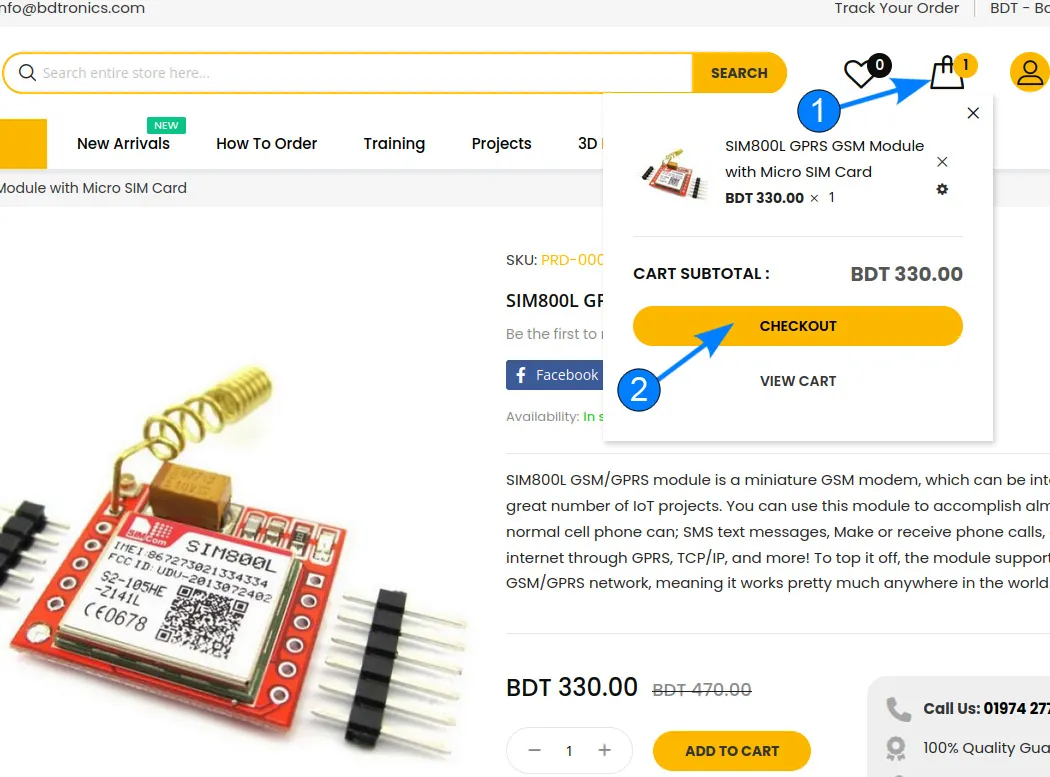 nfo@bdtronics.com
Track Your Order
BDT - Bd
Search entire store here...
SEARCH
0
1
1
NEW
New Arrivals
How To Order
Training
Projects
3D
Module with Micro SIM Card
SIM800L GPRS GSM Module
with Micro SIM Card
BDT 330.00 × 1
CART SUBTOTAL :
BDT 330.00
CHECKOUT
2
VIEW CART
SKU: PRD-000
SIM800L GP
Be the first to r
f Facebook
Availability: In s
SIM800L GSM/GPRS module is a miniature GSM modem, which can be inte
great number of IoT projects. You can use this module to accomplish alm
normal cell phone can; SMS text messages, Make or receive phone calls,
internet through GPRS, TCP/IP, and more! To top it off, the module support
GSM/GPRS network, meaning it works pretty much anywhere in the world
SIMCom
SIM800L
IMEI:867273021334334
FCC ID: UDV-2013072402
S2-105HE
-Z141L
CE0678
BDT 330.00
BDT 470.00
− 1 +
ADD TO CART
Call Us: 01974 277
100% Quality Gua